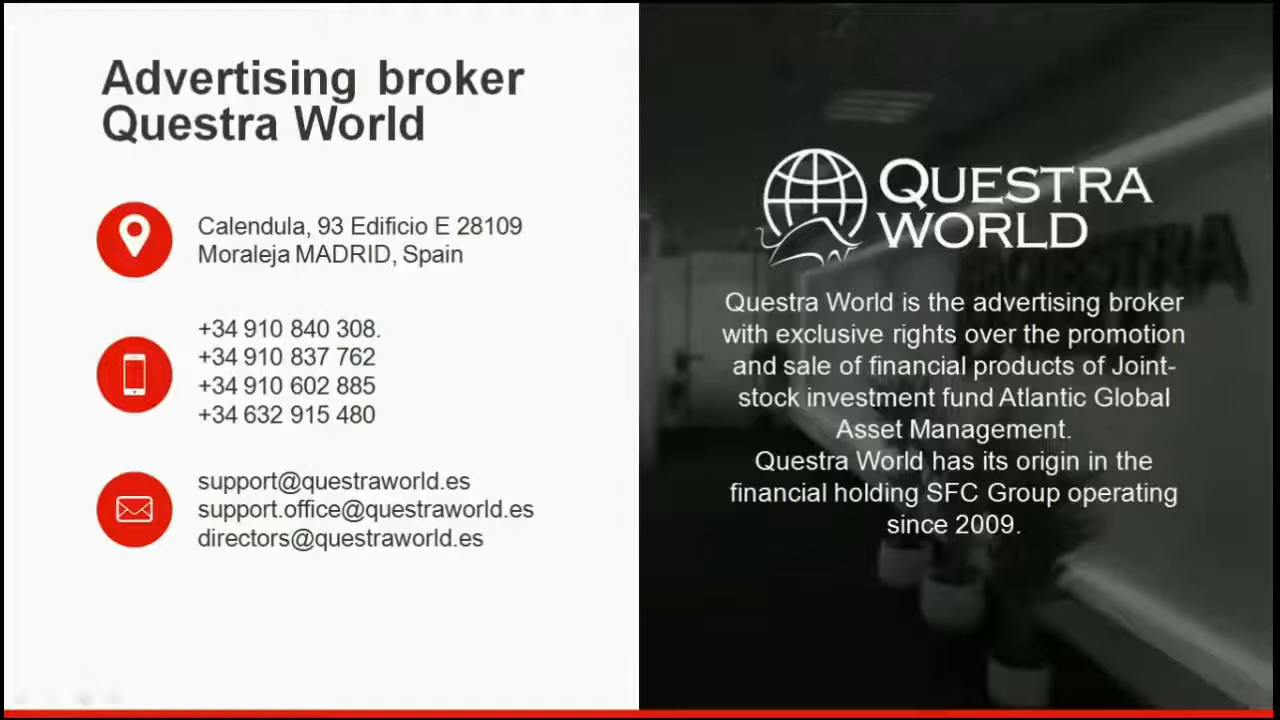 Advertising broker
Questra World
Calendula, 93 Edificio E 28109
Moraleja MADRID, Spain
+34 910 840 308.
+34 910 837 762
+34 910 602 885
+34 632 915 480
support@questraworld.es
support.office@questraworld.es
directors@questraworld.es
QUESTRA
WORLD
Questra World is the advertising broker
with exclusive rights over the promotion
and sale of financial products of Joint-
stock investment fund Atlantic Global
Asset Management.
Questra World has its origin in the
financial holding SFC Group operating
since 2009.